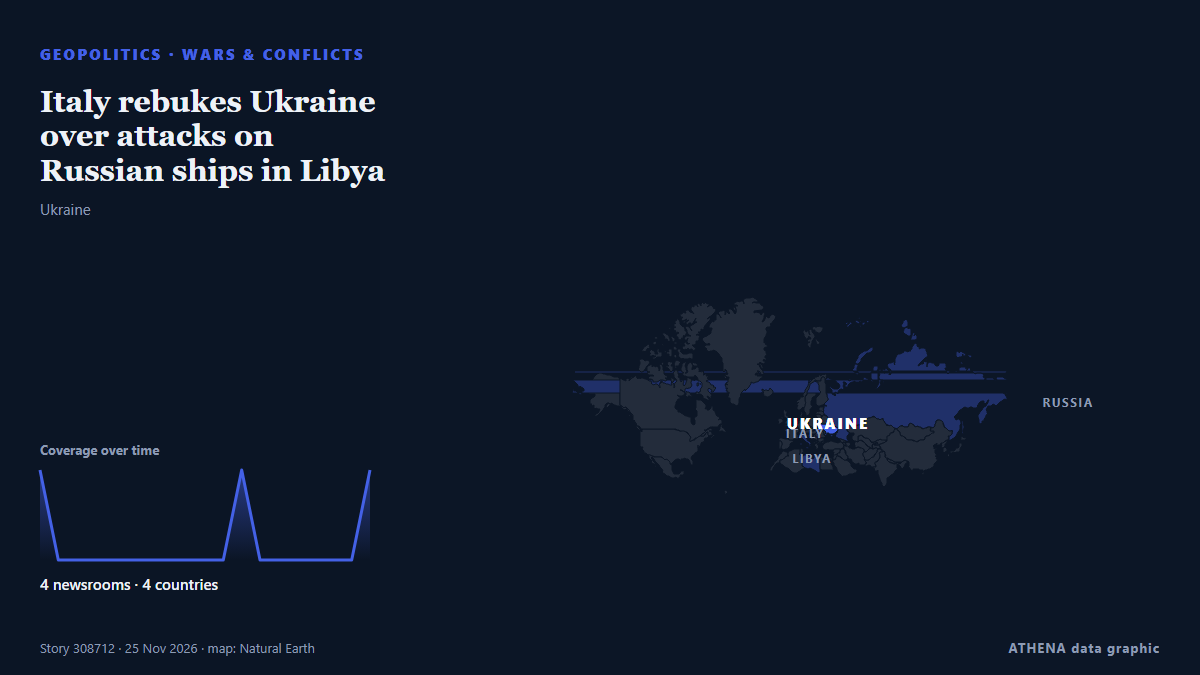 GEOPOLITICS · WARS & CONFLICTS
Italy rebukes Ukraine
over attacks on
Russian ships in Libya
Ukraine
RUSSIA
UKRAINE
ITALY
LIBYA
Coverage over time
4 newsrooms · 4 countries
Story 308712 · 25 Nov 2026 · map: Natural Earth
ATHENA data graphic